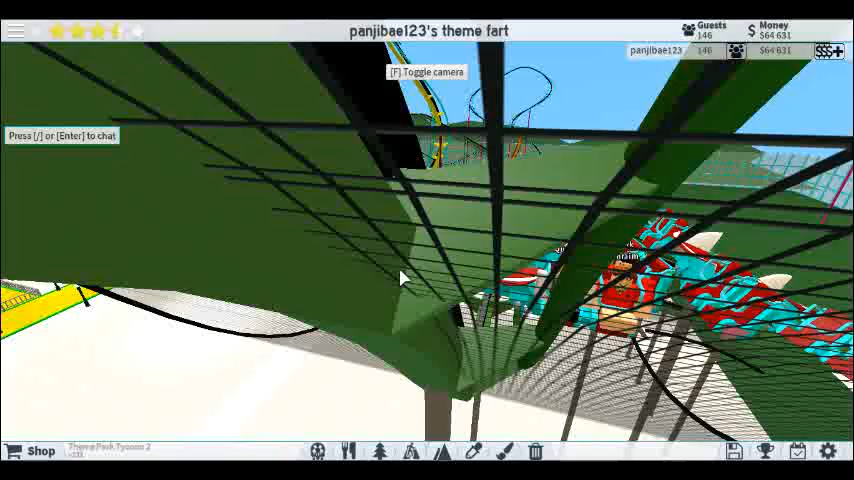 panjibae123's theme fart
Guests
146
Money
$64 631
panjibae123 146 $64 631 $$$+
[F] Toggle camera
Press [/] or [Enter] to chat
Shop
Theme Park Tycoon 2